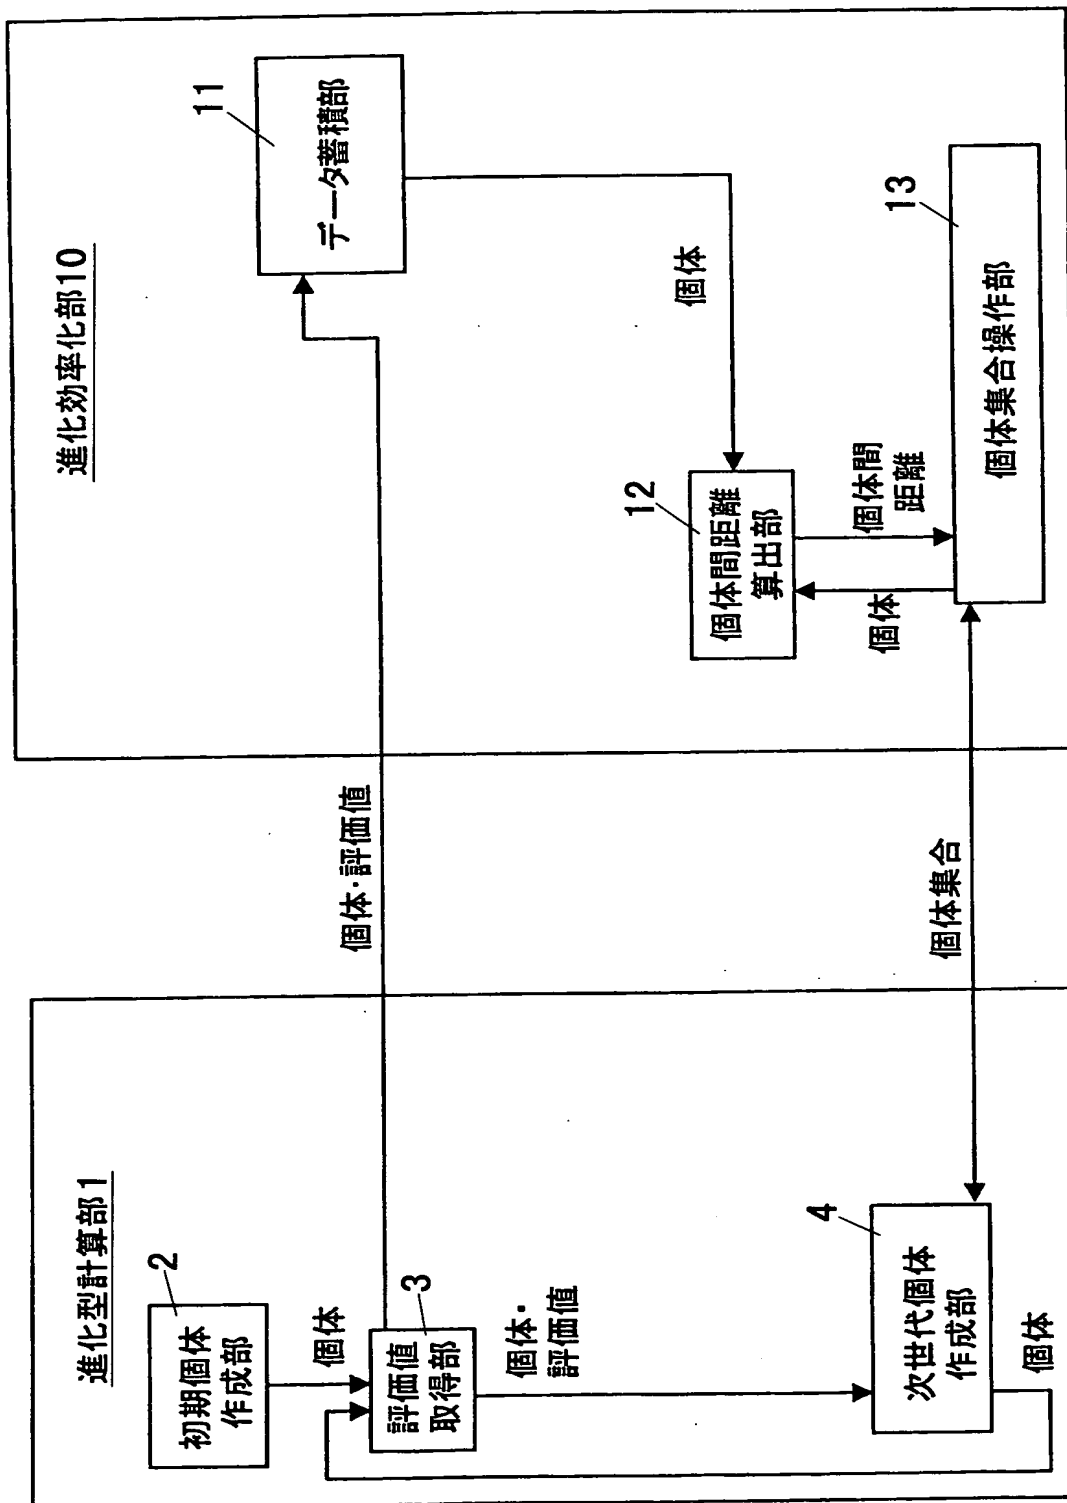 進化型計算部1
2
初期個体
作成部
個体
3
評価値
取得部
個体・
評価値
4
次世代個体
作成部
個体
個体・評価値
個体集合
進化効率化部10
11
データ蓄積部
個体
12
個体間距離
算出部
個体間
距離
個体
13
個体集合操作部